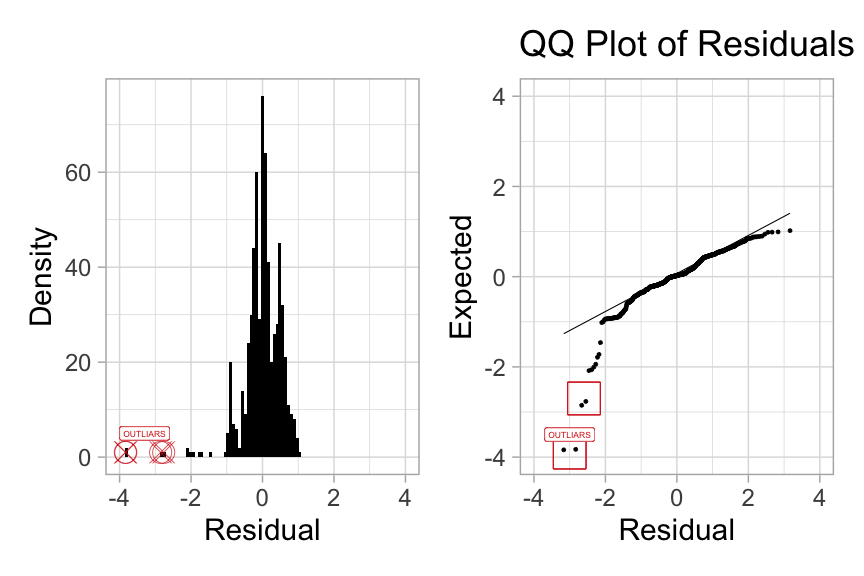 QQ Plot of Residuals
Density
60
40
20
0
OUTLIARS
-4 -2 0 2 4
Residual
Expected
4
2
0
-2
-4
OUTLIARS
-4 -2 0 2 4
Residual